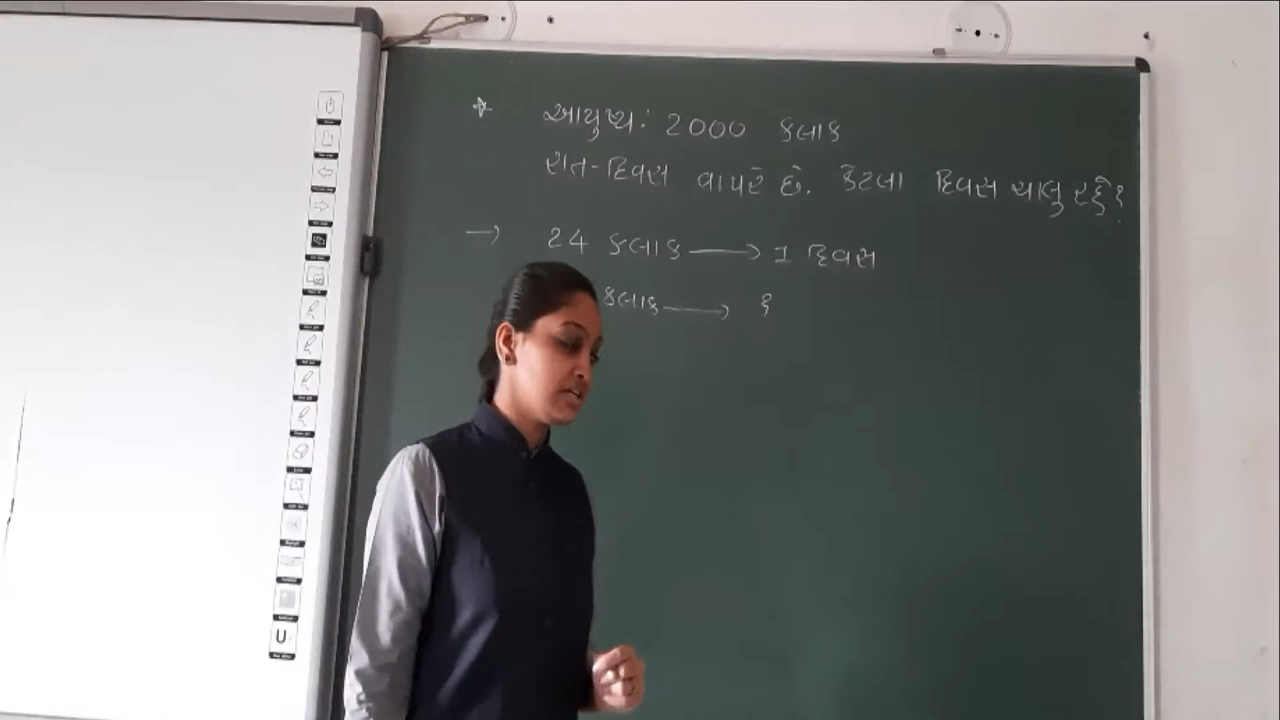 * આયુષ્ય: 2000 કલાક
રાત-દિવસ વાપરે છે. કેટલા દિવસ ચાલુ રહે?
→ 24 કલાક → 1 દિવસ
કલાક → ?
U